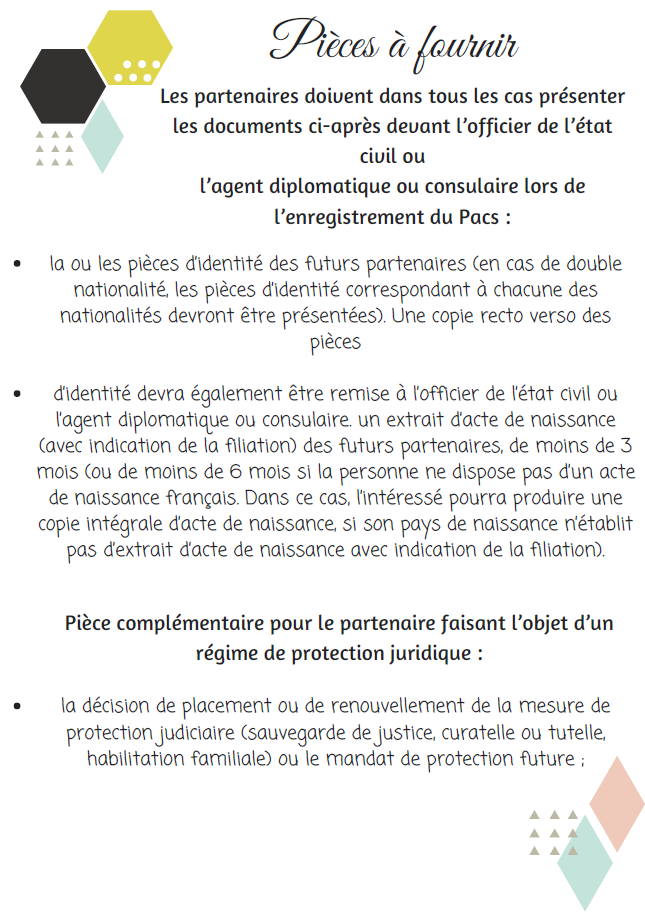 Pièces à fournir
Les partenaires doivent dans tous les cas présenter
les documents ci-après devant l'officier de l'état
civil ou
l'agent diplomatique ou consulaire lors de
l'enregistrement du Pacs :
• la ou les pièces d'identité des futurs partenaires (en cas de double
nationalité, les pièces d'identité correspondant à chacune des
nationalités devront être présentées). Une copie recto verso des
pièces
• d'identité devra également être remise à l'officier de l'état civil ou
l'agent diplomatique ou consulaire. un extrait d'acte de naissance
(avec indication de la filiation) des futurs partenaires, de moins de 3
mois (ou de moins de 6 mois si la personne ne dispose pas d'un acte
de naissance français. Dans ce cas, l'intéressé pourra produire une
copie intégrale d'acte de naissance, si son pays de naissance n'établit
pas d'extrait d'acte de naissance avec indication de la filiation).
Pièce complémentaire pour le partenaire faisant l'objet d'un
régime de protection juridique :
• la décision de placement ou de renouvellement de la mesure de
protection judiciaire (sauvegarde de justice, curatelle ou tutelle,
habilitation familiale) ou le mandat de protection future ;